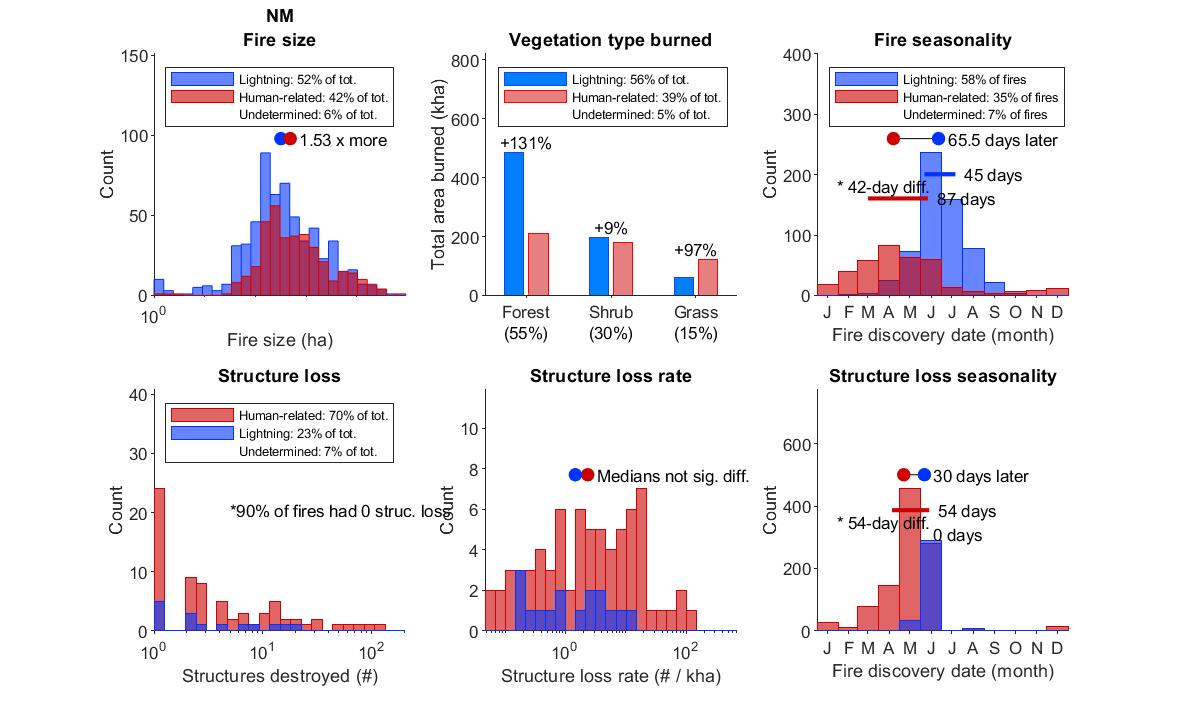 NM
Fire size
150
100
50
0
Count
Lightning: 52% of tot.
Human-related: 42% of tot.
Undetermined: 6% of tot.
1.53 x more
10^0
Fire size (ha)
Vegetation type burned
800
600
400
200
0
Total area burned (kha)
Lightning: 56% of tot.
Human-related: 39% of tot.
Undetermined: 5% of tot.
+131%
+9%
+97%
Forest Shrub Grass
(55%) (30%) (15%)
Fire seasonality
400
300
200
100
0
Count
Lightning: 58% of fires
Human-related: 35% of fires
Undetermined: 7% of fires
65.5 days later
45 days
* 42-day diff.
87 days
J F M A M J J A S O N D
Fire discovery date (month)
Structure loss
40
30
20
10
0
Count
Human-related: 70% of tot.
Lightning: 23% of tot.
Undetermined: 7% of tot.
*90% of fires had 0 struc. loss
10^0 10^1 10^2
Structures destroyed (#)
Structure loss rate
10
8
6
4
2
0
Count
Medians not sig. diff.
10^0 10^2
Structure loss rate (# / kha)
Structure loss seasonality
600
400
200
0
Count
30 days later
54 days
* 54-day diff.
0 days
J F M A M J J A S O N D
Fire discovery date (month)